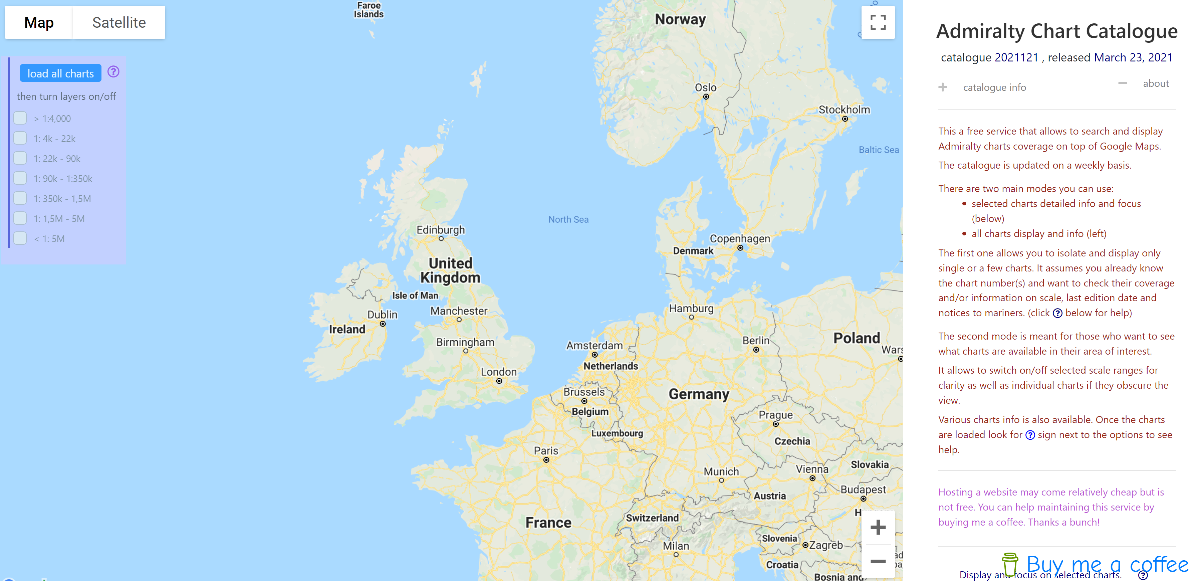 Map
Satellite
load all charts
then turn layers on/off
> 1:4,000
1: 4k - 22k
1: 22k - 90k
1: 90k - 1:350k
1: 350k - 1,5M
1: 1,5M - 5M
< 1: 5M
Faroe
Islands
Norway
Oslo
Stockholm
Baltic Sea
North Sea
Edinburgh
United
Kingdom
Isle of Man
Dublin
Manchester
Ireland
Birmingham
London
Copenhagen
Denmark
Hamburg
Amsterdam
Netherlands
Berlin
Poland
Brussels
Belgium
Germany
Luxembourg
Prague
Czechia
Paris
Munich
Vienna
Slovakia
Austria
Budapest
France
Switzerland
Slovenia
Zagreb
Milan
Croatia
Bosnia and
Admiralty Chart Catalogue
catalogue 2021121 , released March 23, 2021
+ catalogue info
− about
This a free service that allows to search and display
Admiralty charts coverage on top of Google Maps.
The catalogue is updated on a weekly basis.
There are two main modes you can use:
• selected charts detailed info and focus
(below)
• all charts display and info (left)
The first one allows you to isolate and display only
single or a few charts. It assumes you already know
the chart number(s) and want to check their coverage
and/or information on scale, last edition date and
notices to mariners. (click ? below for help)
The second mode is meant for those who want to see
what charts are available in their area of interest.
It allows to switch on/off selected scale ranges for
clarity as well as individual charts if they obscure the
view.
Various charts info is also available. Once the charts
are loaded look for ? sign next to the options to see
help.
Hosting a website may come relatively cheap but is
not free. You can help maintaining this service by
buying me a coffee. Thanks a bunch!
Buy me a coffee
Display and focus on selected charts. ?